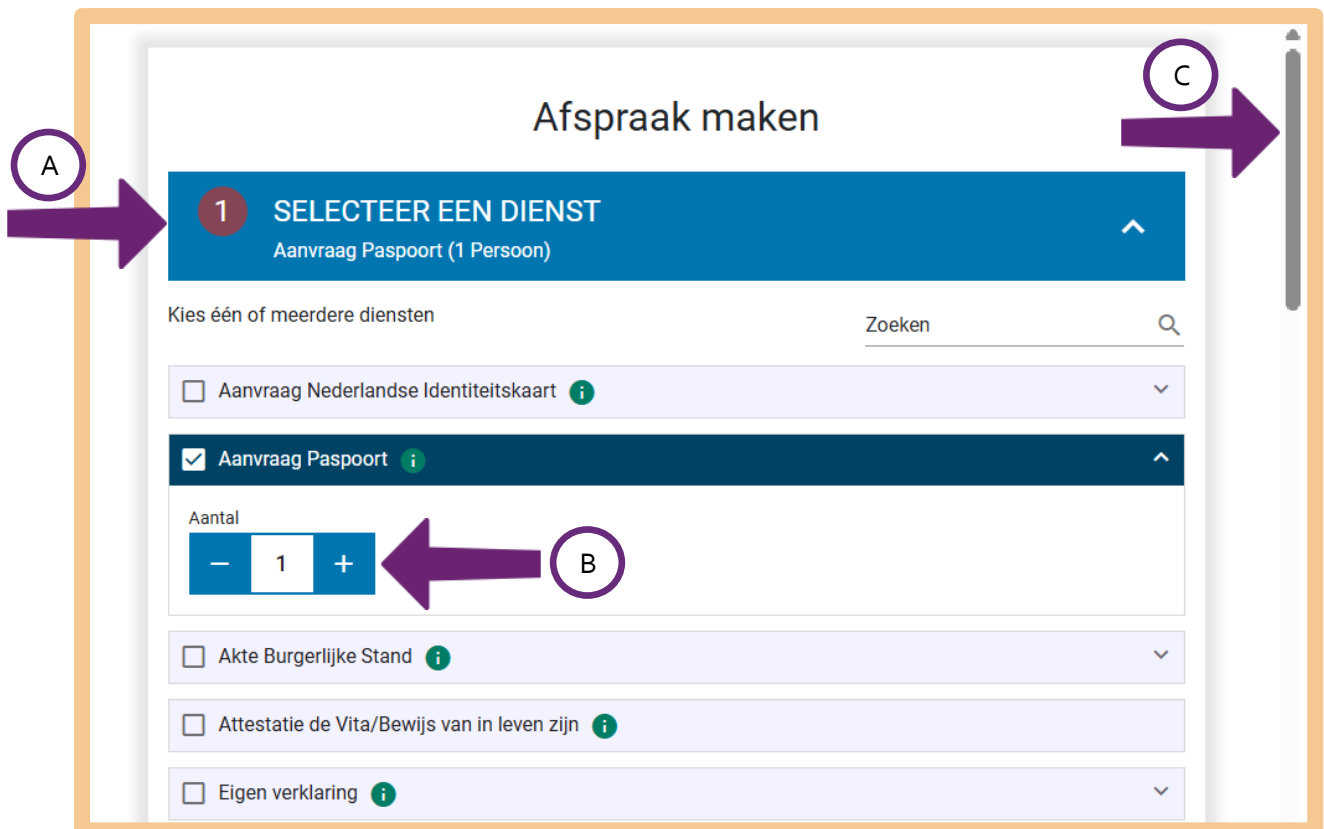 C
Afspraak maken
A
1
SELECTEER EEN DIENST
Aanvraag Paspoort (1 Persoon)
Kies één of meerdere diensten
Zoeken
Aanvraag Nederlandse Identiteitskaart i
Aanvraag Paspoort i
Aantal
− 1 +
B
Akte Burgerlijke Stand i
Attestatie de Vita/Bewijs van in leven zijn i
Eigen verklaring i